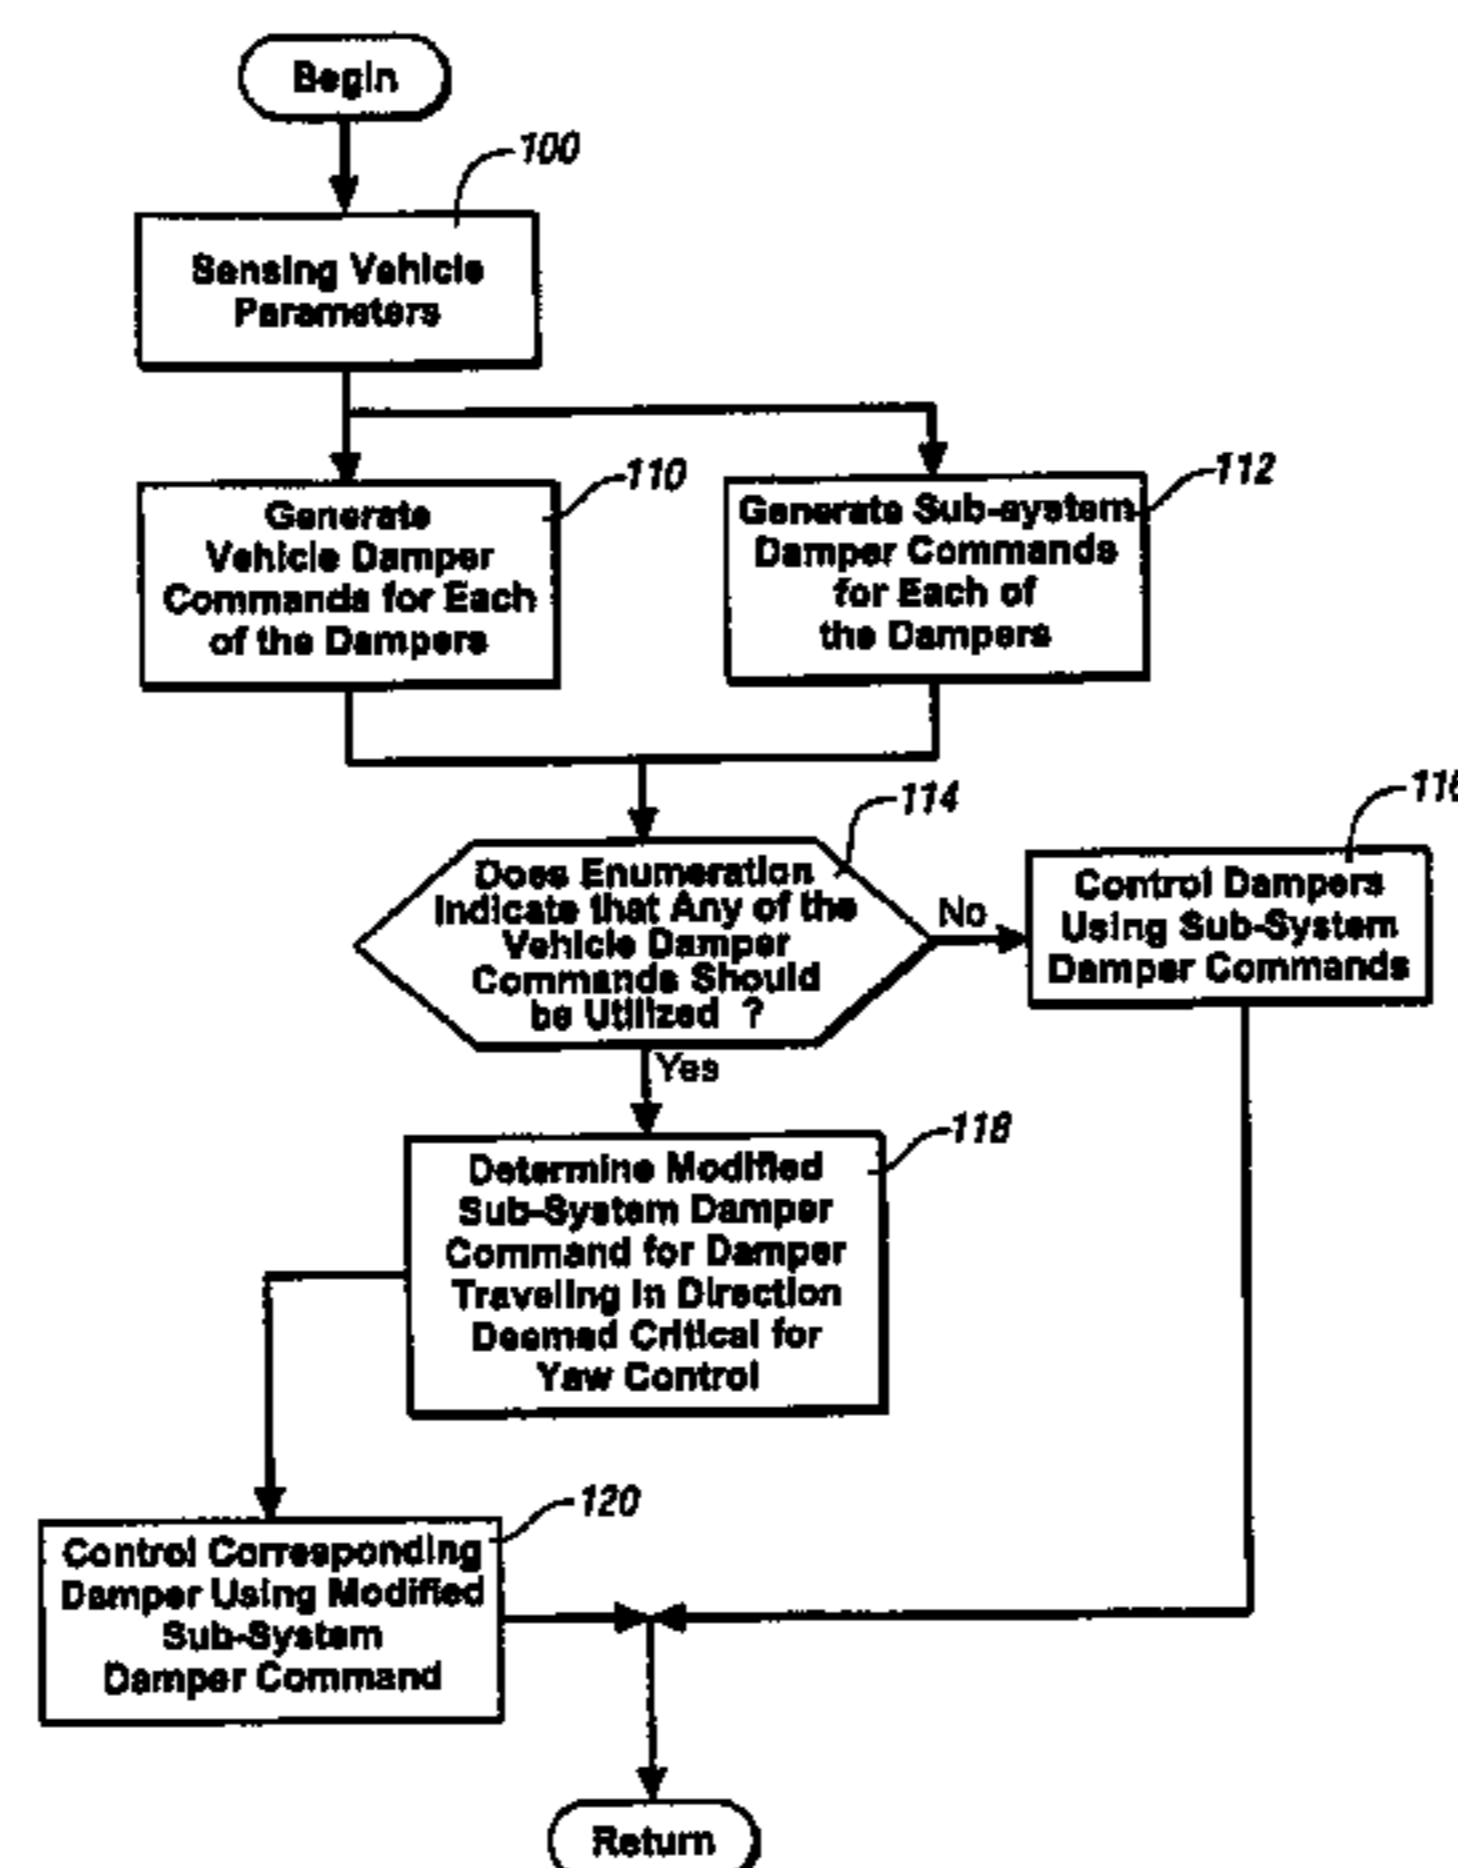 Begin
100
Sensing Vehicle
Parameters
110
Generate
Vehicle Damper
Commands for Each
of the Dampers
112
Generate Sub-system
Damper Commands
for Each of
the Dampers
114
Does Enumeration
Indicate that Any of the
Vehicle Damper
Commands Should
be Utilized ?
No
116
Control Dampers
Using Sub-System
Damper Commands
Yes
118
Determine Modified
Sub-System Damper
Command for Damper
Traveling in Direction
Deemed Critical for
Yaw Control
120
Control Corresponding
Damper Using Modified
Sub-System
Damper Command
Return